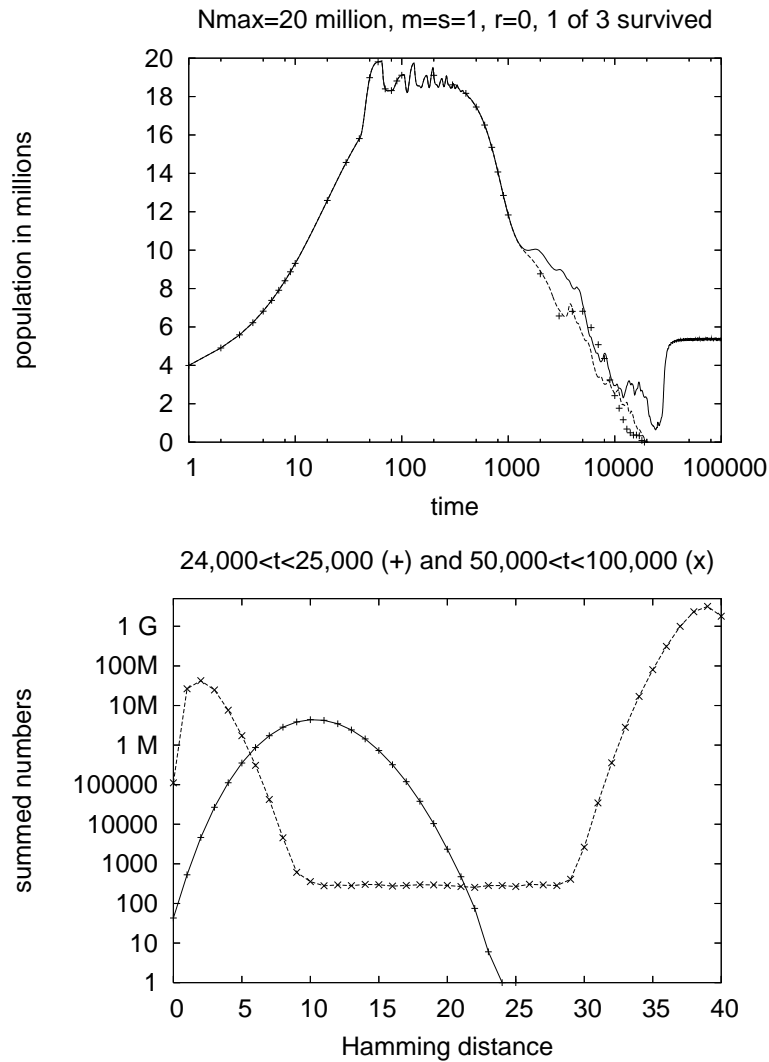 Nmax=20 million, m=s=1, r=0, 1 of 3 survived
20
18
16
14
12
10
8
6
4
2
0
population in millions
1 10 100 1000 10000 100000
time
24,000<t<25,000 (+) and 50,000<t<100,000 (x)
1 G
100M
10 M
1 M
100000
10000
1000
100
10
1
summed numbers
0 5 10 15 20 25 30 35 40
Hamming distance